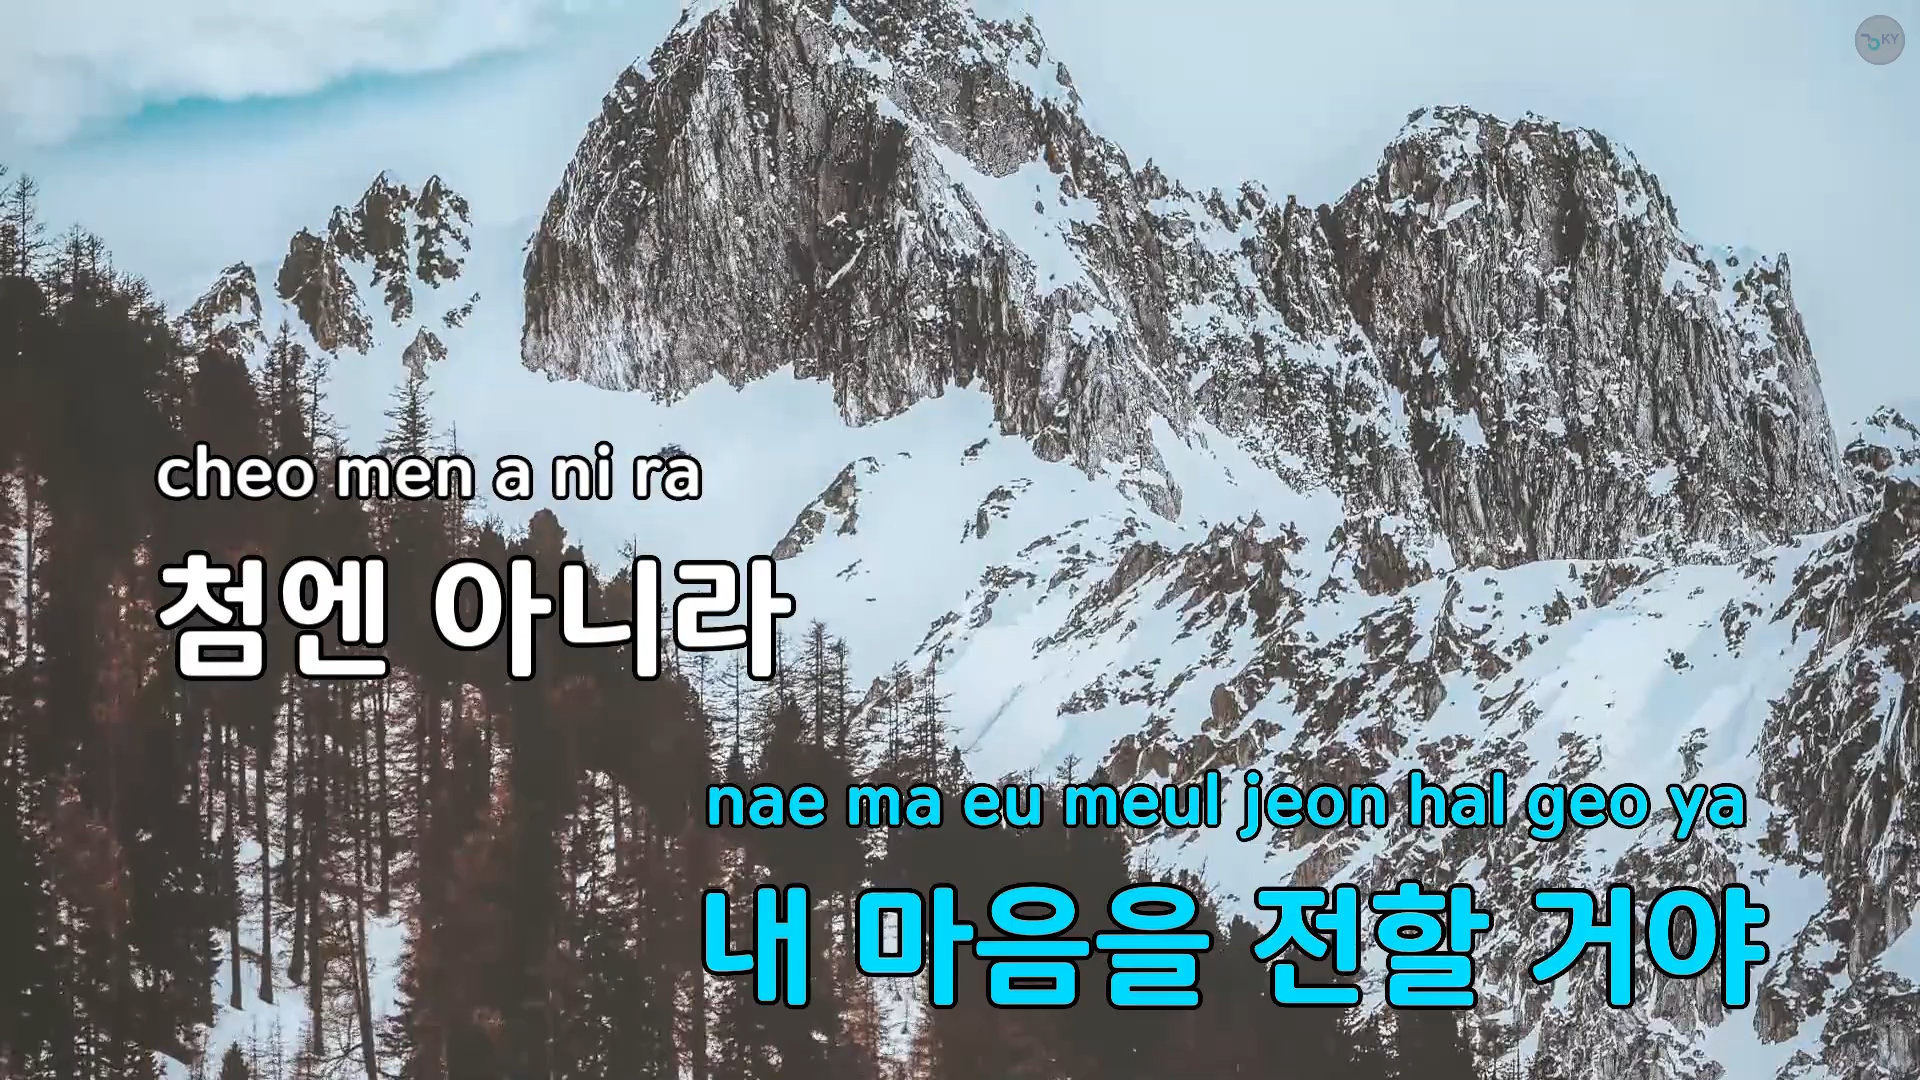 KY
cheo men a ni ra
첨엔 아니라
nae ma eu meul jeon hal geo ya
내 마음을 전할 거야